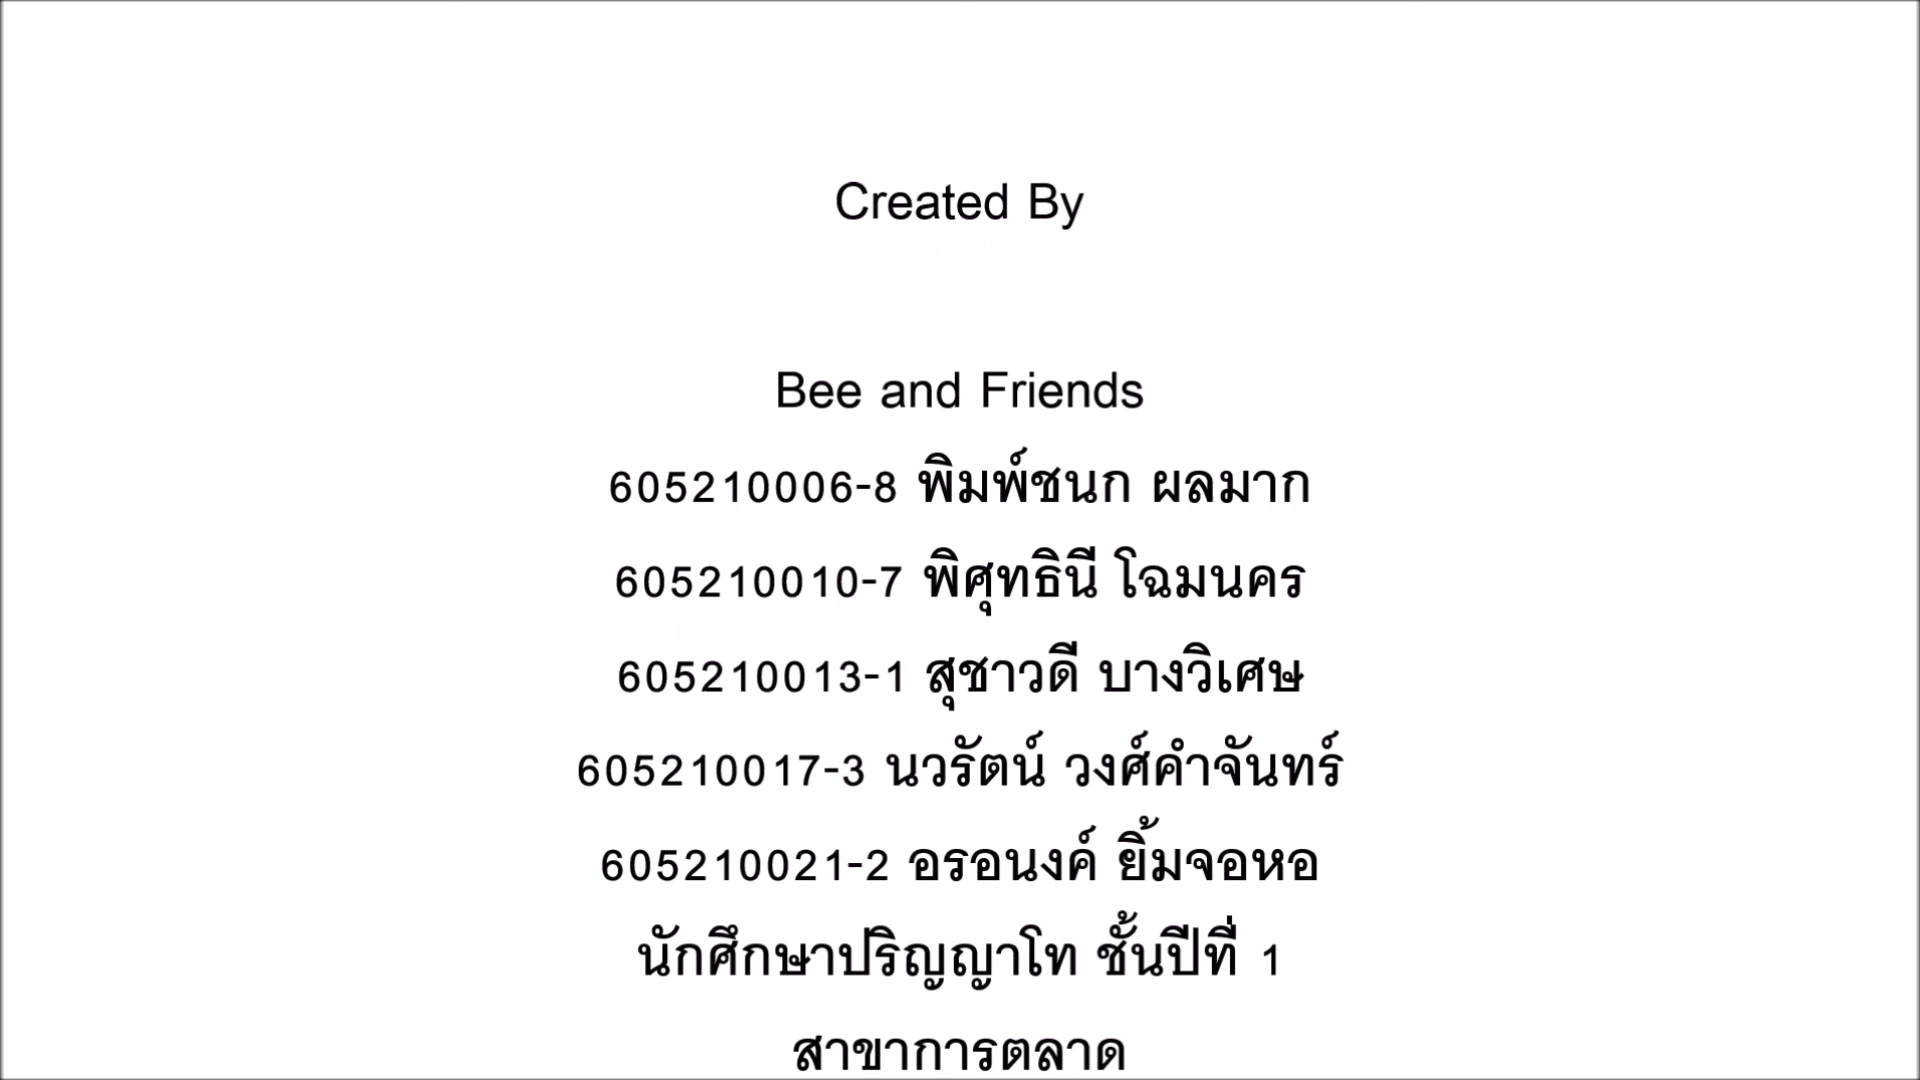 Created By
Bee and Friends
605210006-8 พิมพ์ชนก ผลมาก
605210010-7 พิศุทธินี โฉมนคร
605210013-1 สุชาวดี บางวิเศษ
605210017-3 นวรัตน์ วงศ์คำจันทร์
605210021-2 อรอนงค์ ยิ้มจอหอ
นักศึกษาปริญญาโท ชั้นปีที่ 1
สาขาการตลาด